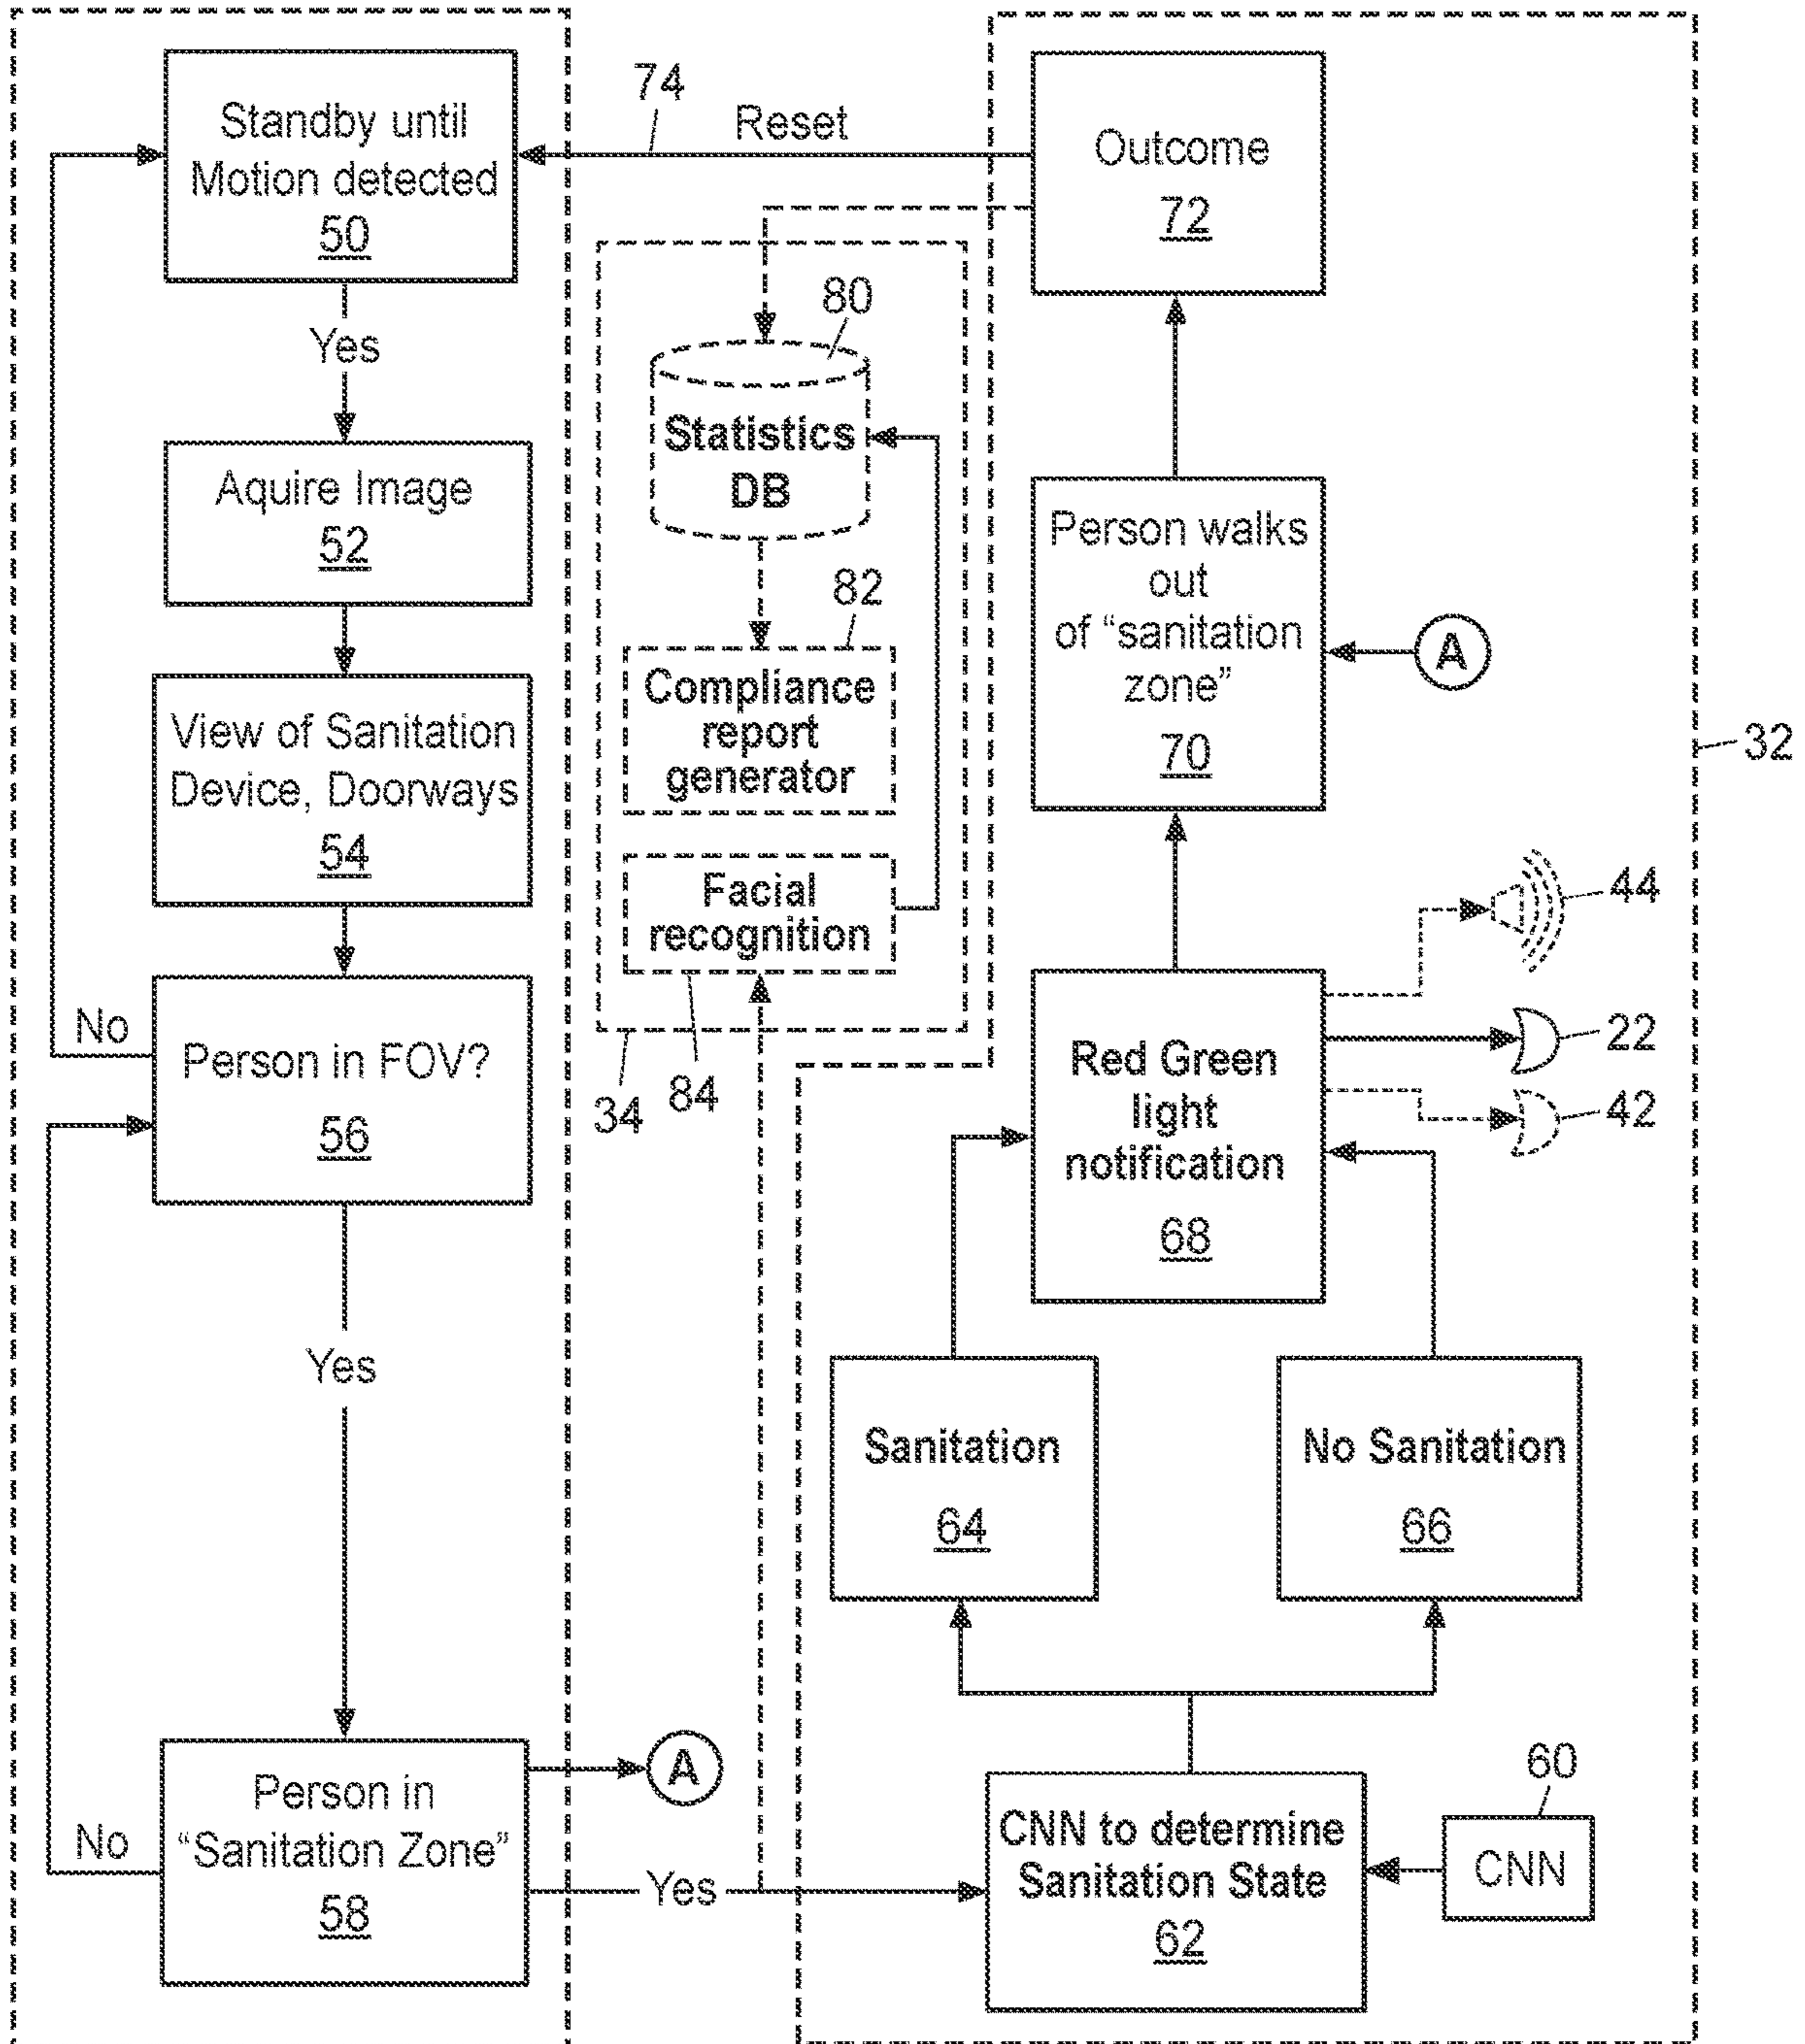 Standby until
Motion detected
50
Yes
Aquire Image
52
View of Sanitation
Device, Doorways
54
Person in FOV?
56
No
Yes
Person in
“Sanitation Zone”
58
No
A
Yes
74
Reset
80
Statistics
DB
82
Compliance
report
generator
Facial
recognition
34
84
Outcome
72
Person walks
out
of “sanitation
zone”
70
A
32
Red Green
light
notification
68
44
22
42
Sanitation
64
No Sanitation
66
CNN to determine
Sanitation State
62
60
CNN